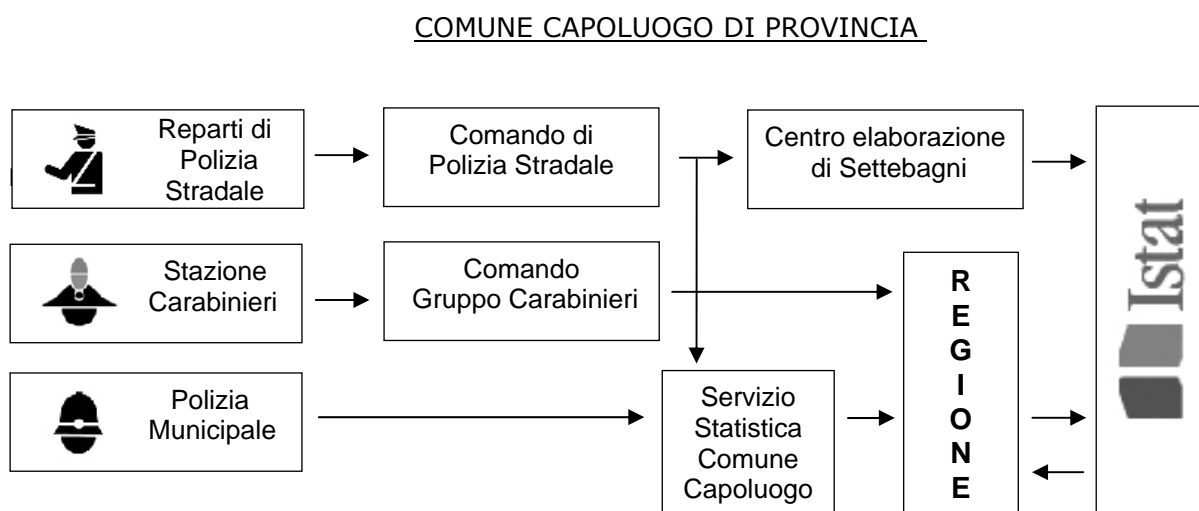 COMUNE CAPOLUOGO DI PROVINCIA
Reparti di
Polizia
Stradale
Comando di
Polizia Stradale
Centro elaborazione
di Settebagni
Istat
Stazione
Carabinieri
Comando
Gruppo Carabinieri
R
E
G
I
O
N
E
Polizia
Municipale
Servizio
Statistica
Comune
Capoluogo